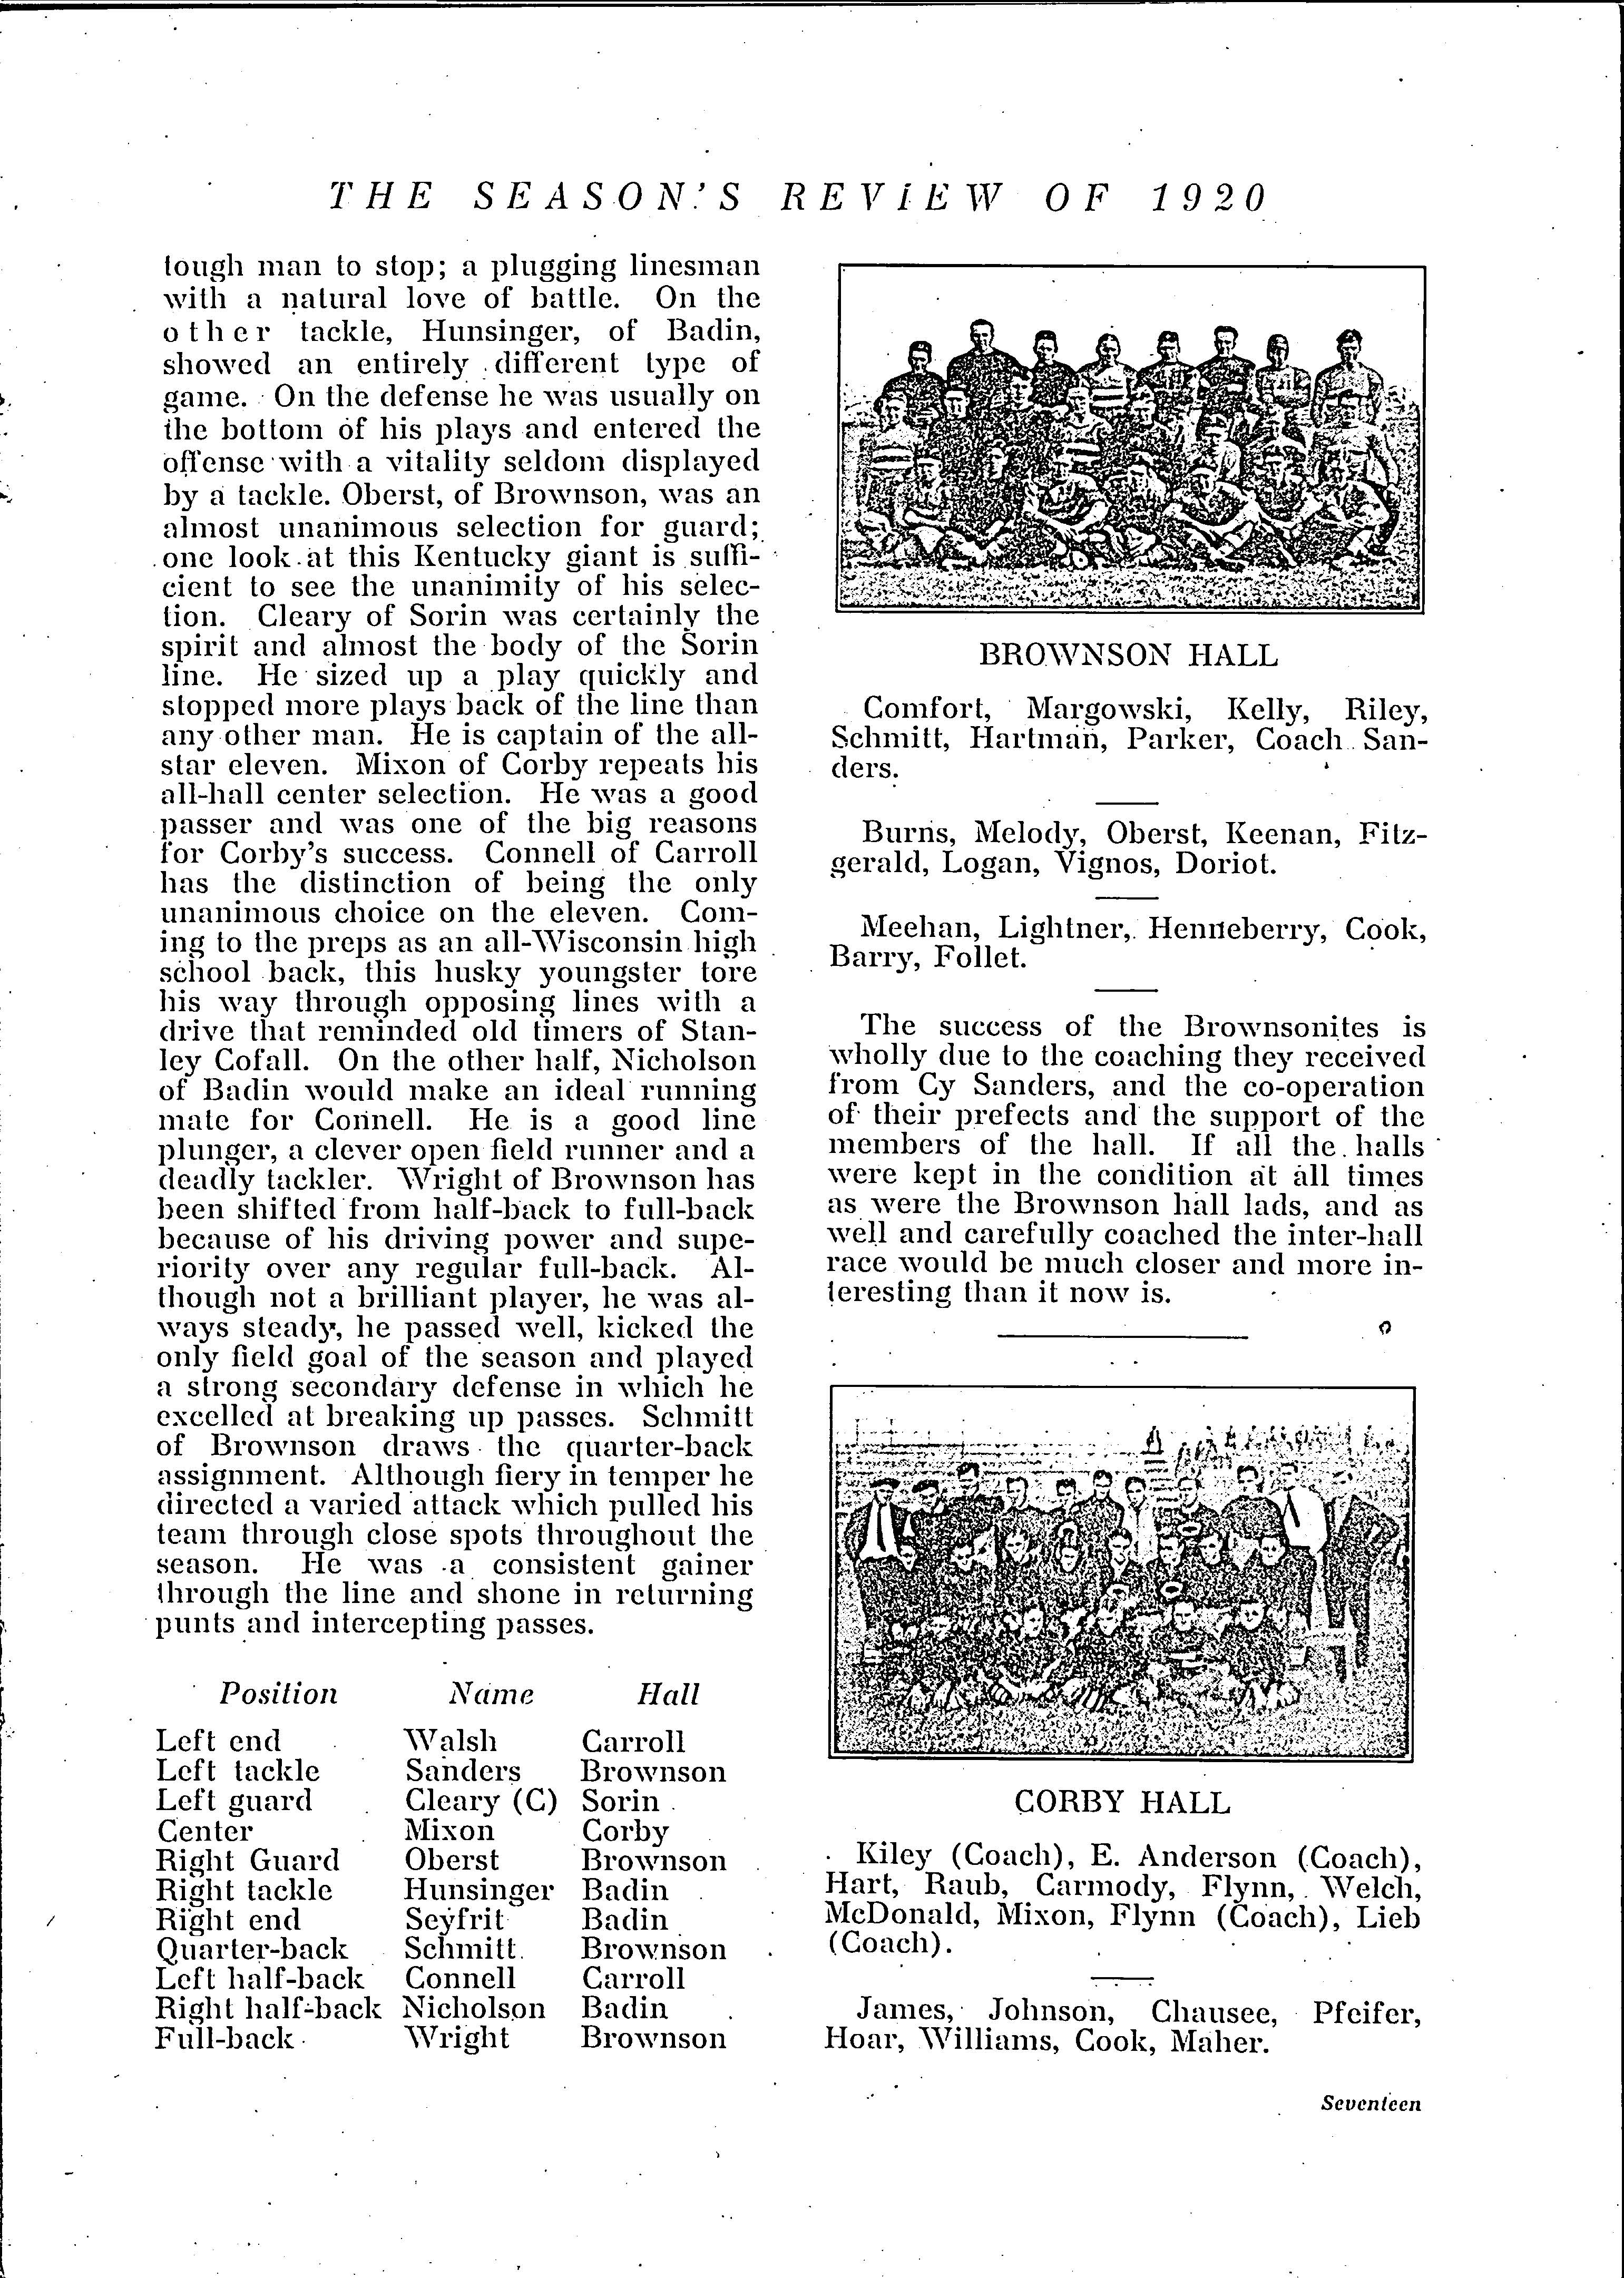 THE SEASON'S REVIEW OF 1920
tough man to stop; a plugging linesman
with a natural love of battle. On the
other tackle, Hunsinger, of Badin,
showed an entirely different type of
game. On the defense he was usually on
the bottom of his plays and entered the
offense with a vitality seldom displayed
by a tackle. Oberst, of Brownson, was an
almost unanimous selection for guard;
one look at this Kentucky giant is suffi-
cient to see the unanimity of his selec-
tion. Cleary of Sorin was certainly the
spirit and almost the body of the Sorin
line. He sized up a play quickly and
stopped more plays back of the line than
any other man. He is captain of the all-
star eleven. Mixon of Corby repeats his
all-hall center selection. He was a good
passer and was one of the big reasons
for Corby's success. Connell of Carroll
has the distinction of being the only
unanimous choice on the eleven. Com-
ing to the preps as an all-Wisconsin high
school back, this husky youngster tore
his way through opposing lines with a
drive that reminded old timers of Stan-
ley Cofall. On the other half, Nicholson
of Badin would make an ideal running
mate for Connell. He is a good line
plunger, a clever open field runner and a
deadly tackler. Wright of Brownson has
been shifted from half-back to full-back
because of his driving power and supe-
riority over any regular full-back. Al-
though not a brilliant player, he was al-
ways steady, he passed well, kicked the
only field goal of the season and played
a strong secondary defense in which he
excelled at breaking up passes. Schmitt
of Brownson draws the quarter-back
assignment. Although fiery in temper he
directed a varied attack which pulled his
team through close spots throughout the
season. He was a consistent gainer
through the line and shone in returning
punts and intercepting passes.
Position Name Hall
Left end Walsh Carroll
Left tackle Sanders Brownson
Left guard Cleary (C) Sorin
Center Mixon Corby
Right Guard Oberst Brownson
Right tackle Hunsinger Badin
Right end Seyfrit Badin
Quarter-back Schmitt Brownson
Left half-back Connell Carroll
Right half-back Nicholson Badin
Full-back Wright Brownson
BROWNSON HALL
Comfort, Margowski, Kelly, Riley,
Schmitt, Hartman, Parker, Coach San-
ders.
Burns, Melody, Oberst, Keenan, Fitz-
gerald, Logan, Vignos, Doriot.
Meehan, Lightner, Henneberry, Cook,
Barry, Follet.
The success of the Brownsonites is
wholly due to the coaching they received
from Cy Sanders, and the co-operation
of their prefects and the support of the
members of the hall. If all the halls
were kept in the condition at all times
as were the Brownson hall lads, and as
well and carefully coached the inter-hall
race would be much closer and more in-
teresting than it now is.
CORBY HALL
Kiley (Coach), E. Anderson (Coach),
Hart, Raub, Carmody, Flynn, Welch,
McDonald, Mixon, Flynn (Coach), Lieb
(Coach).
James, Johnson, Chausee, Pfeifer,
Hoar, Williams, Cook, Maher.
Seventeen